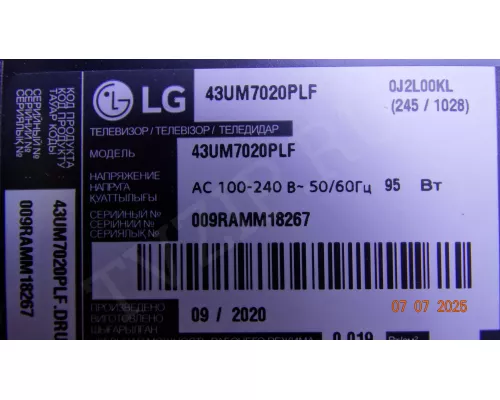 LG
43UM7020PLF
0J2L00KL
(245 / 1028)
ТЕЛЕВИЗОР / ТЕЛЕВІЗОР / ТЕЛЕДИДАР
МОДЕЛЬ
43UM7020PLF
НАПРЯЖЕНИЕ
НАПРУГА
ҚУАТТЫЛЫҒЫ
AC 100-240 В~ 50/60Гц 95 Вт
СЕРИЙНЫЙ №
СЕРІЙНИЙ №
СЕРИЯЛЫҚ №
009RAMM18267
ПРОИЗВЕДЕНО
ВИГОТОВЛЕНО
ШЫҒАРЫЛҒАН
09 / 2020
07 07 2025
0,019
КОД ПРОДУКТА
КОД ПРОДУКТУ
ТАУАР КОДЫ
43UM7020PLF.DRU
СЕРИЙНЫЙ №
СЕРІЙНИЙ №
СЕРИЯЛЫҚ №
009RAMM18267